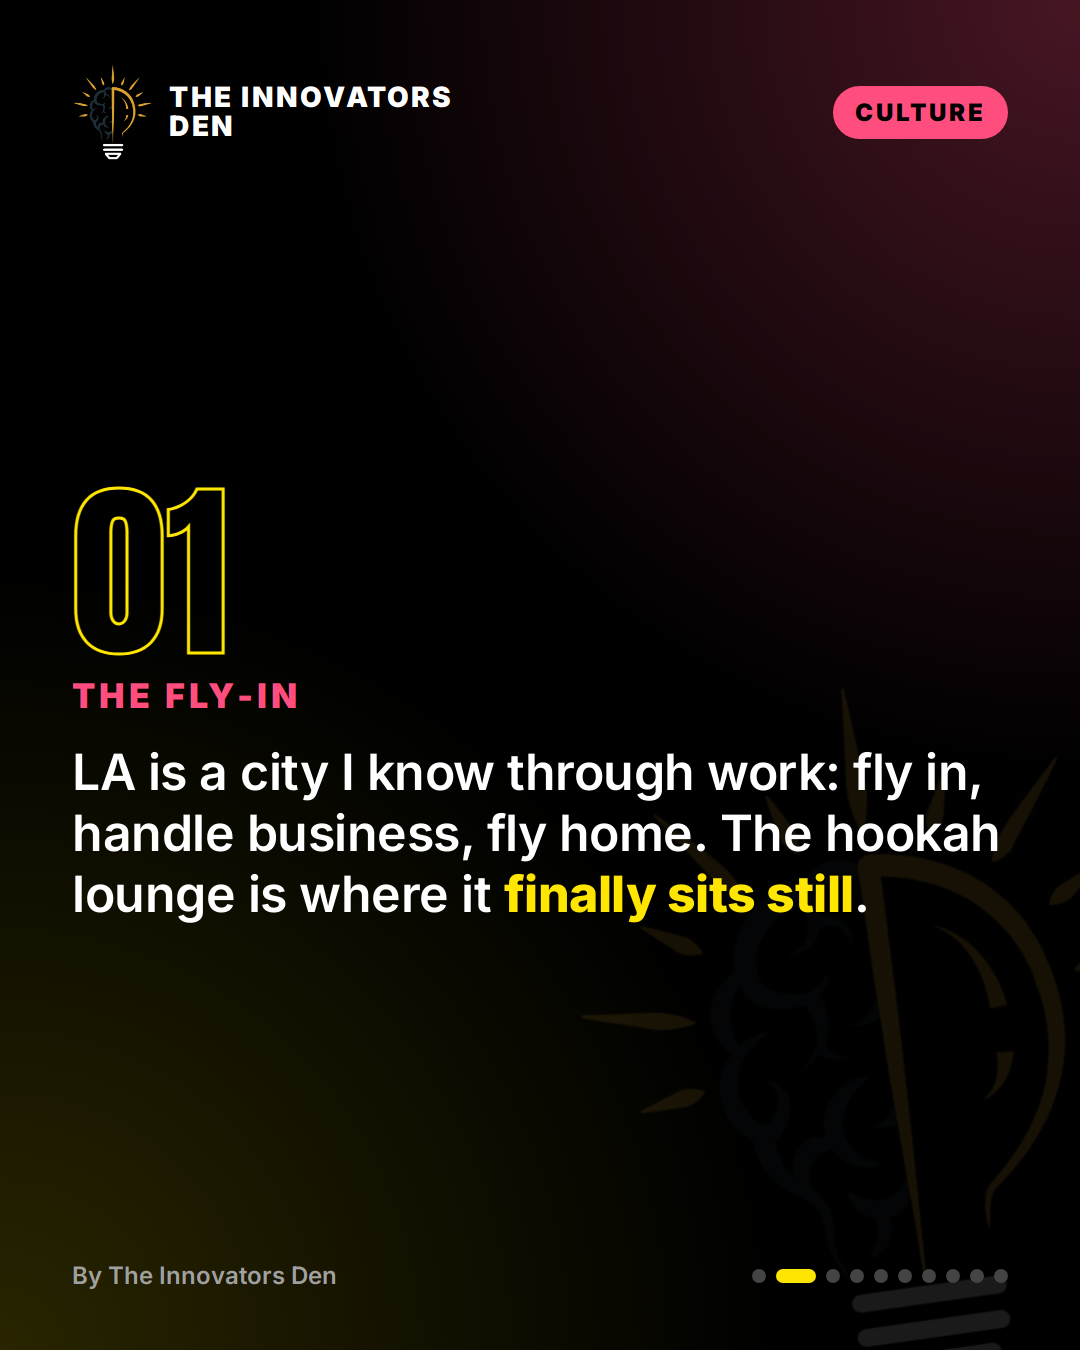 THE INNOVATORS
DEN
CULTURE
01
THE FLY-IN
LA is a city I know through work: fly in,
handle business, fly home. The hookah
lounge is where it finally sits still.
By The Innovators Den